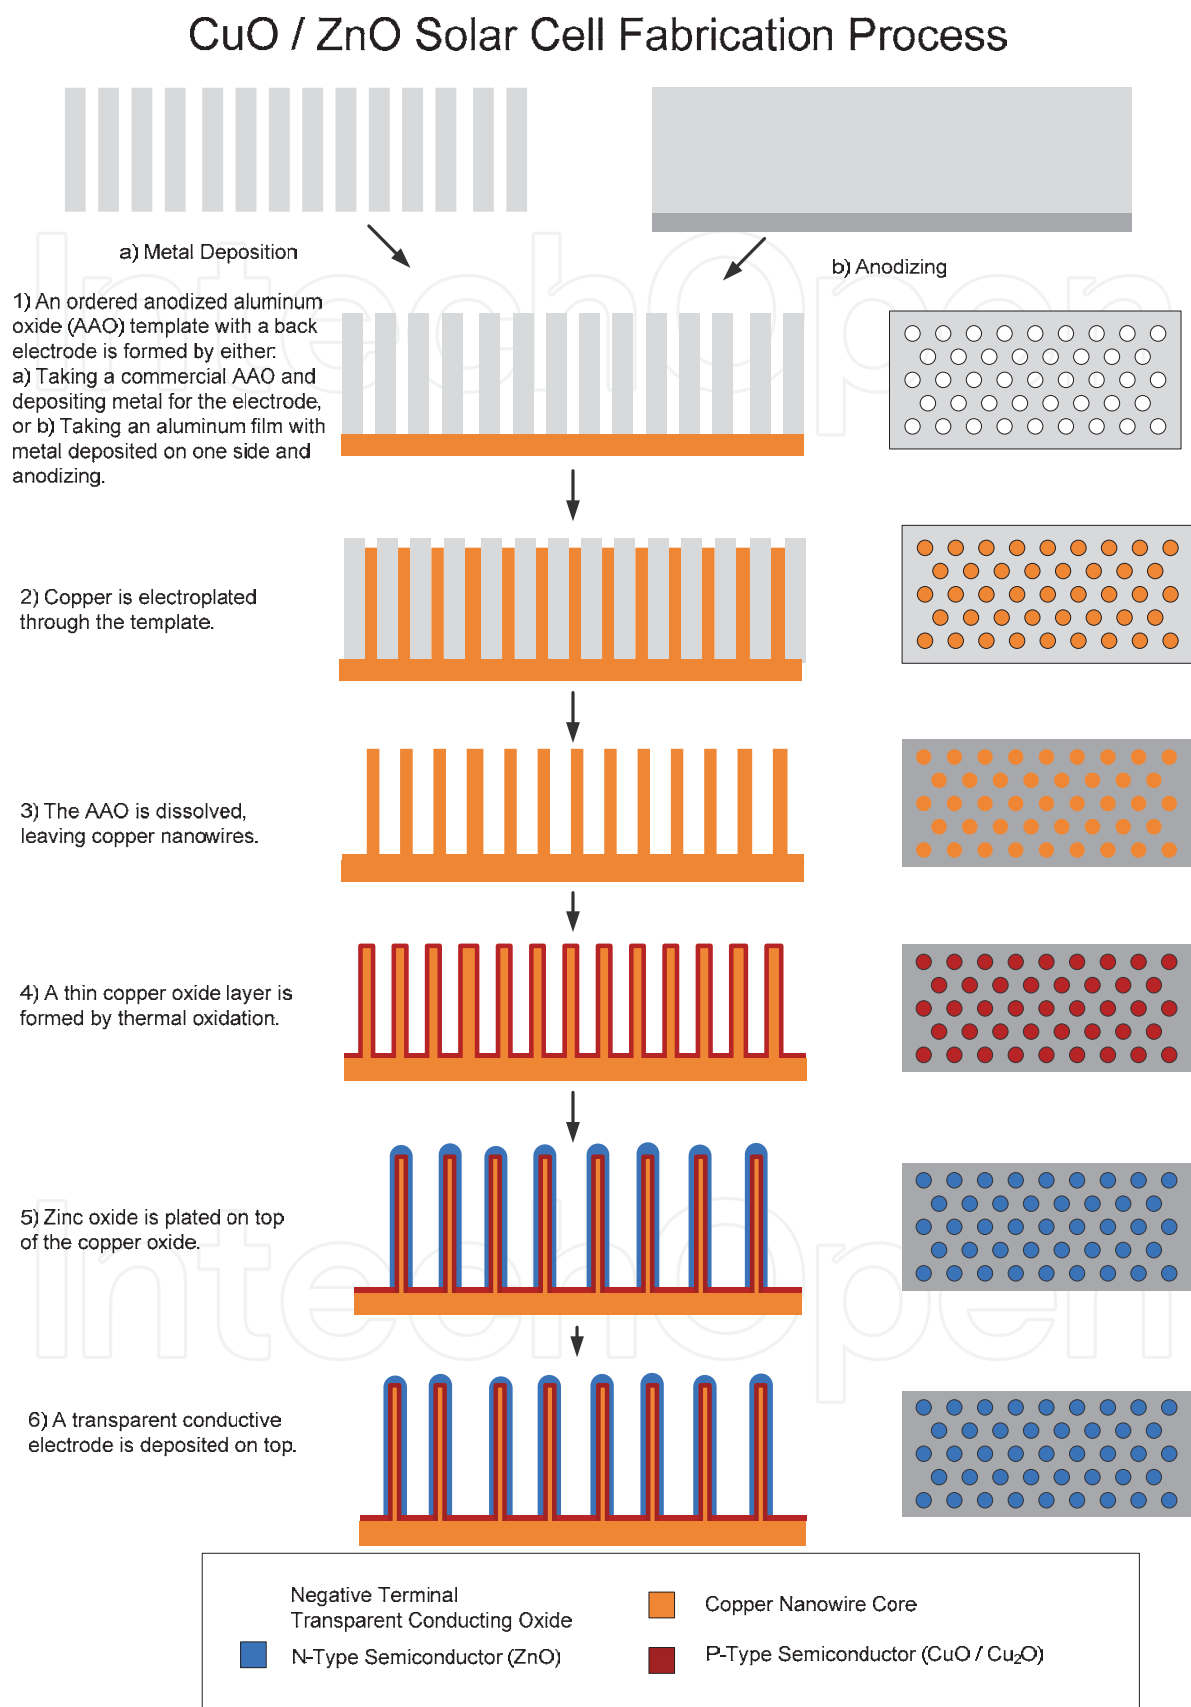 CuO / ZnO Solar Cell Fabrication Process
a) Metal Deposition
b) Anodizing
1) An ordered anodized aluminum
oxide (AAO) template with a back
electrode is formed by either:
a) Taking a commercial AAO and
depositing metal for the electrode,
or b) Taking an aluminum film with
metal deposited on one side and
anodizing.
2) Copper is electroplated
through the template.
3) The AAO is dissolved,
leaving copper nanowires.
4) A thin copper oxide layer is
formed by thermal oxidation.
5) Zinc oxide is plated on top
of the copper oxide.
6) A transparent conductive
electrode is deposited on top.
Negative Terminal
Transparent Conducting Oxide
N-Type Semiconductor (ZnO)
Copper Nanowire Core
P-Type Semiconductor (CuO / Cu₂O)
IntechOpen
IntechOpen